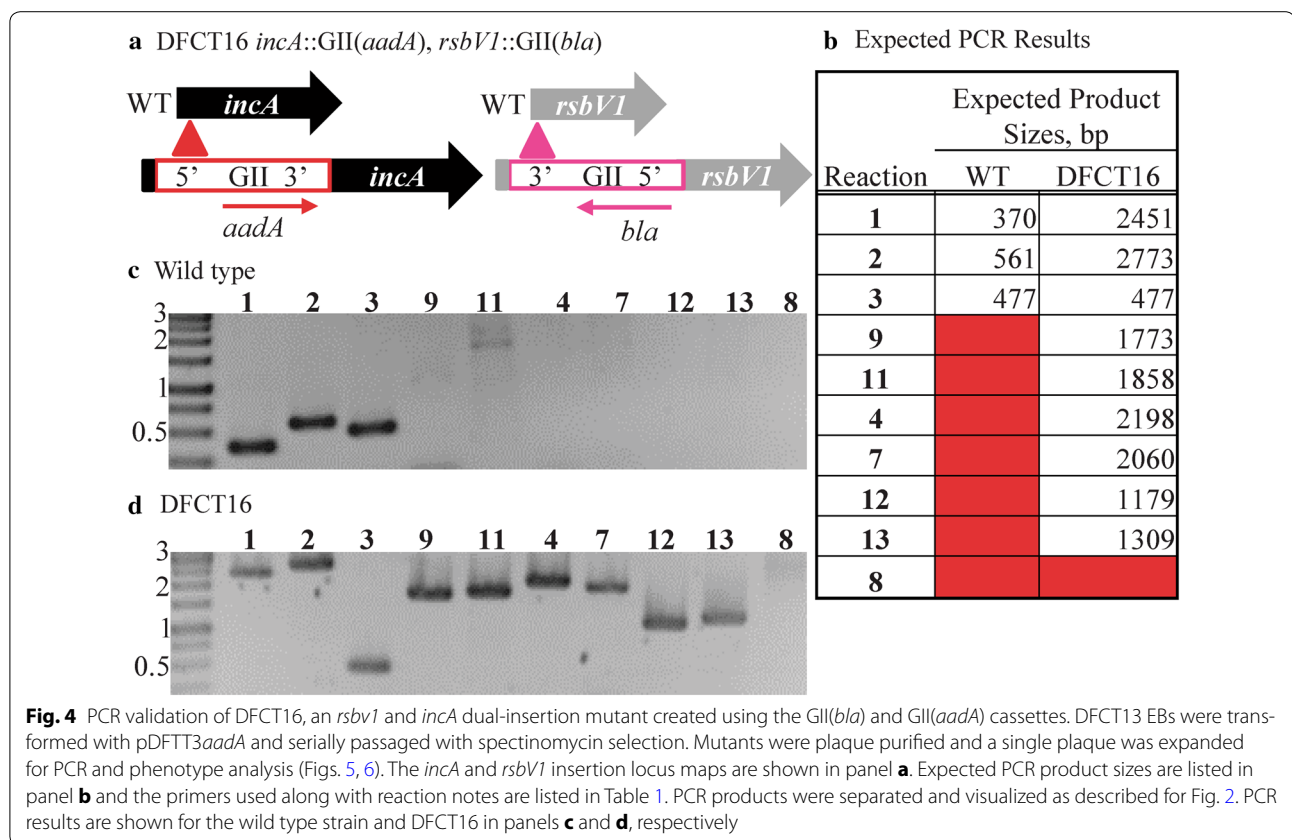 a DFCT16 incA::GII(aadA), rsbV1::GII(bla)
WT incA
5’ GII 3’ incA
aadA
WT rsbV1
3’ GII 5’ rsbV1
bla
b Expected PCR Results
Expected Product
Sizes, bp
Reaction WT DFCT16
1 370 2451
2 561 2773
3 477 477
9 1773
11 1858
4 2198
7 2060
12 1179
13 1309
8
c Wild type
1 2 3 9 11 4 7 12 13 8
3
2
1
0.5
d DFCT16
1 2 3 9 11 4 7 12 13 8
3
2
1
0.5
Fig. 4 PCR validation of DFCT16, an rsbv1 and incA dual-insertion mutant created using the GII(bla) and GII(aadA) cassettes. DFCT13 EBs were trans-
formed with pDFTT3aadA and serially passaged with spectinomycin selection. Mutants were plaque purified and a single plaque was expanded
for PCR and phenotype analysis (Figs. 5, 6). The incA and rsbV1 insertion locus maps are shown in panel a. Expected PCR product sizes are listed in
panel b and the primers used along with reaction notes are listed in Table 1. PCR products were separated and visualized as described for Fig. 2. PCR
results are shown for the wild type strain and DFCT16 in panels c and d, respectively